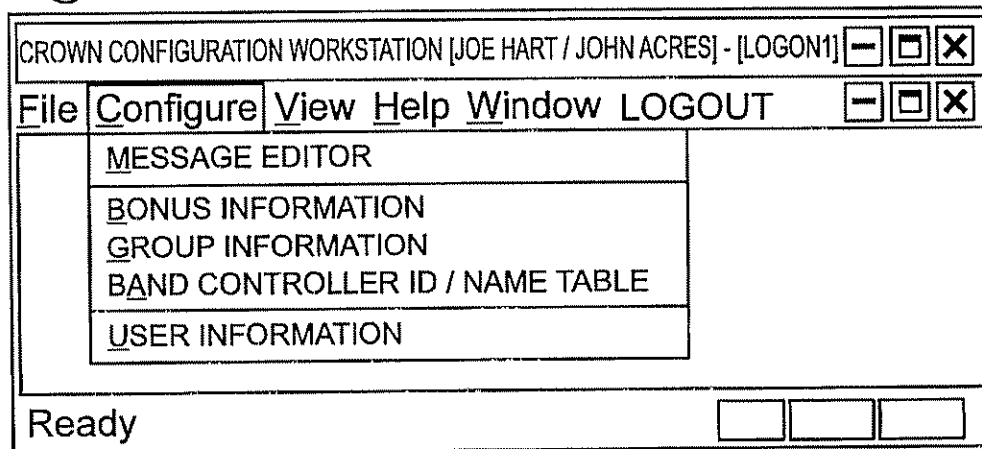 CROWN CONFIGURATION WORKSTATION [JOE HART / JOHN ACRES] - [LOGON1]
File Configure View Help Window LOGOUT
MESSAGE EDITOR
BONUS INFORMATION
GROUP INFORMATION
BAND CONTROLLER ID / NAME TABLE
USER INFORMATION
Ready